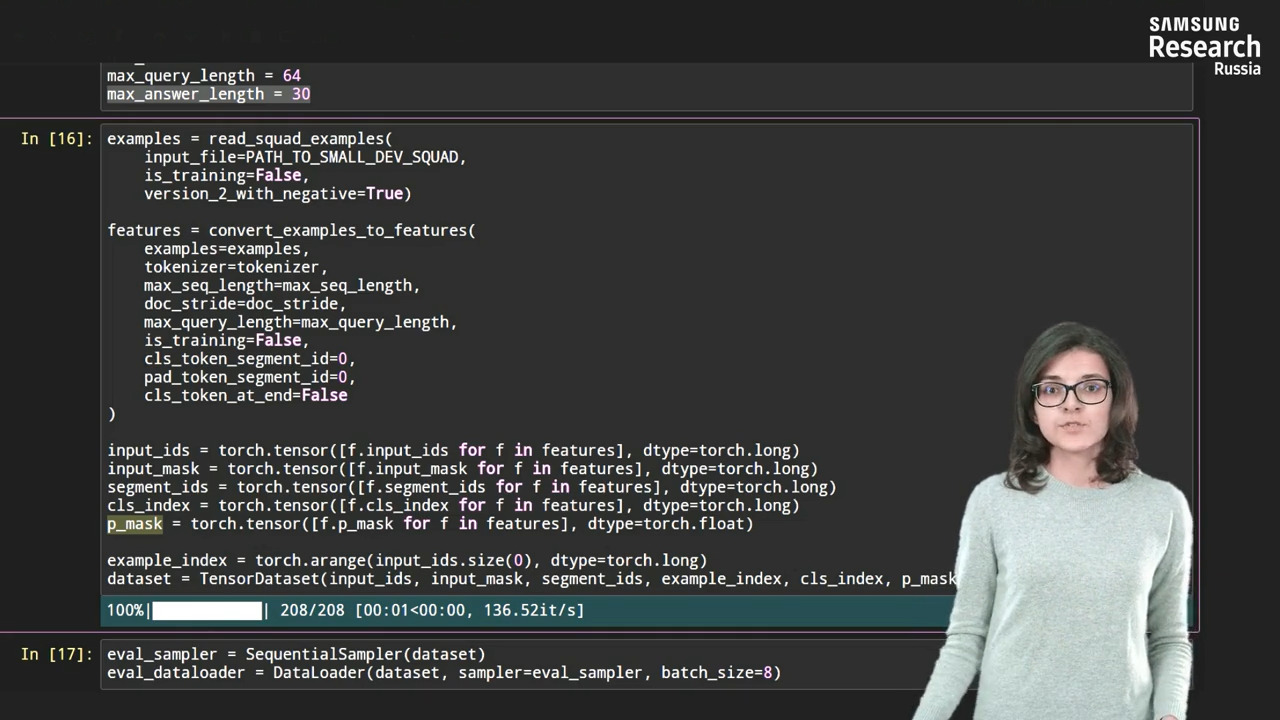 SAMSUNG
Research
Russia
max_query_length = 64
max_answer_length = 30
In [16]:
examples = read_squad_examples(
input_file=PATH_TO_SMALL_DEV_SQUAD,
is_training=False,
version_2_with_negative=True)
features = convert_examples_to_features(
examples=examples,
tokenizer=tokenizer,
max_seq_length=max_seq_length,
doc_stride=doc_stride,
max_query_length=max_query_length,
is_training=False,
cls_token_segment_id=0,
pad_token_segment_id=0,
cls_token_at_end=False
)
input_ids = torch.tensor([f.input_ids for f in features], dtype=torch.long)
input_mask = torch.tensor([f.input_mask for f in features], dtype=torch.long)
segment_ids = torch.tensor([f.segment_ids for f in features], dtype=torch.long)
cls_index = torch.tensor([f.cls_index for f in features], dtype=torch.long)
p_mask = torch.tensor([f.p_mask for f in features], dtype=torch.float)
example_index = torch.arange(input_ids.size(0), dtype=torch.long)
dataset = TensorDataset(input_ids, input_mask, segment_ids, example_index, cls_index, p_mask
100%| | 208/208 [00:01<00:00, 136.52it/s]
In [17]:
eval_sampler = SequentialSampler(dataset)
eval_dataloader = DataLoader(dataset, sampler=eval_sampler, batch_size=8)